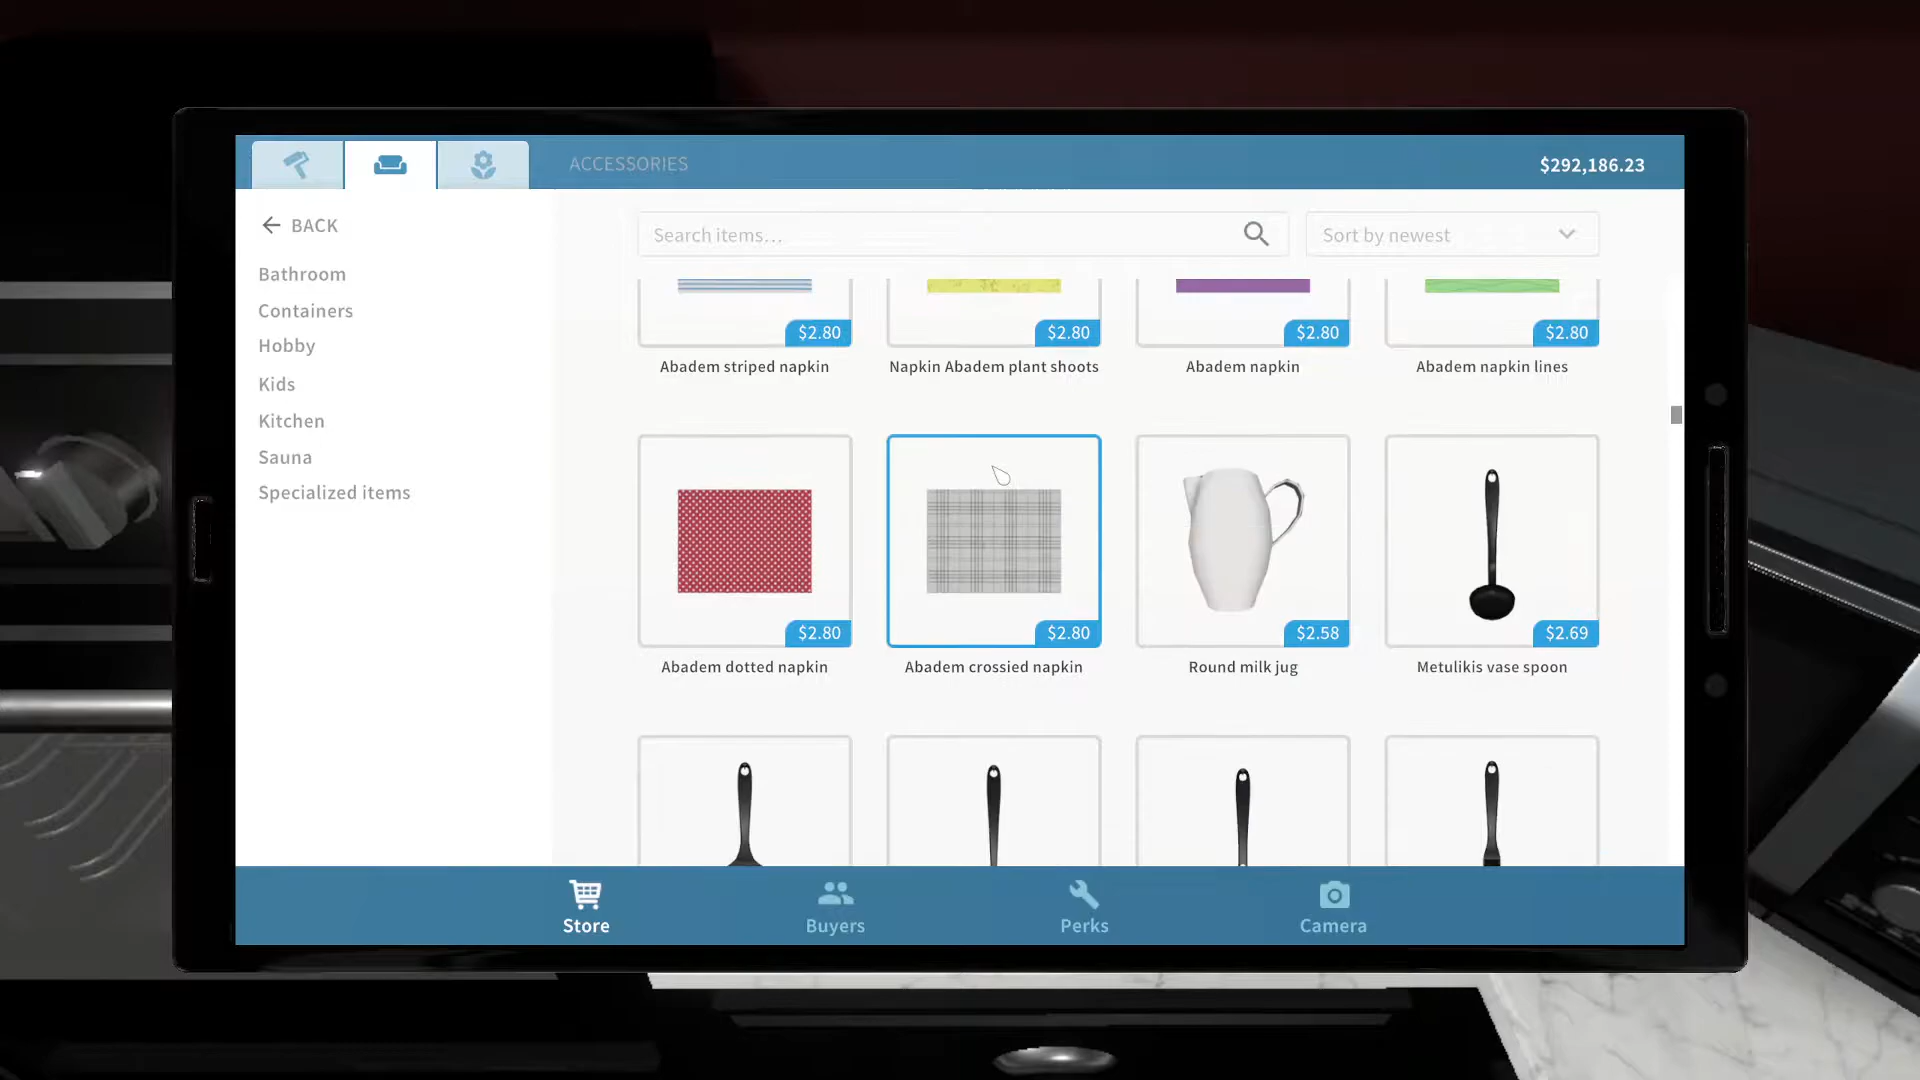 ACCESSORIES
$292,186.23
BACK
Search items...
Sort by newest
Bathroom
Containers
Hobby
Kids
Kitchen
Sauna
Specialized items
$2.80
$2.80
$2.80
$2.80
Abadem striped napkin
Napkin Abadem plant shoots
Abadem napkin
Abadem napkin lines
$2.80
$2.80
$2.58
$2.69
Abadem dotted napkin
Abadem crossied napkin
Round milk jug
Metulikis vase spoon
Store
Buyers
Perks
Camera